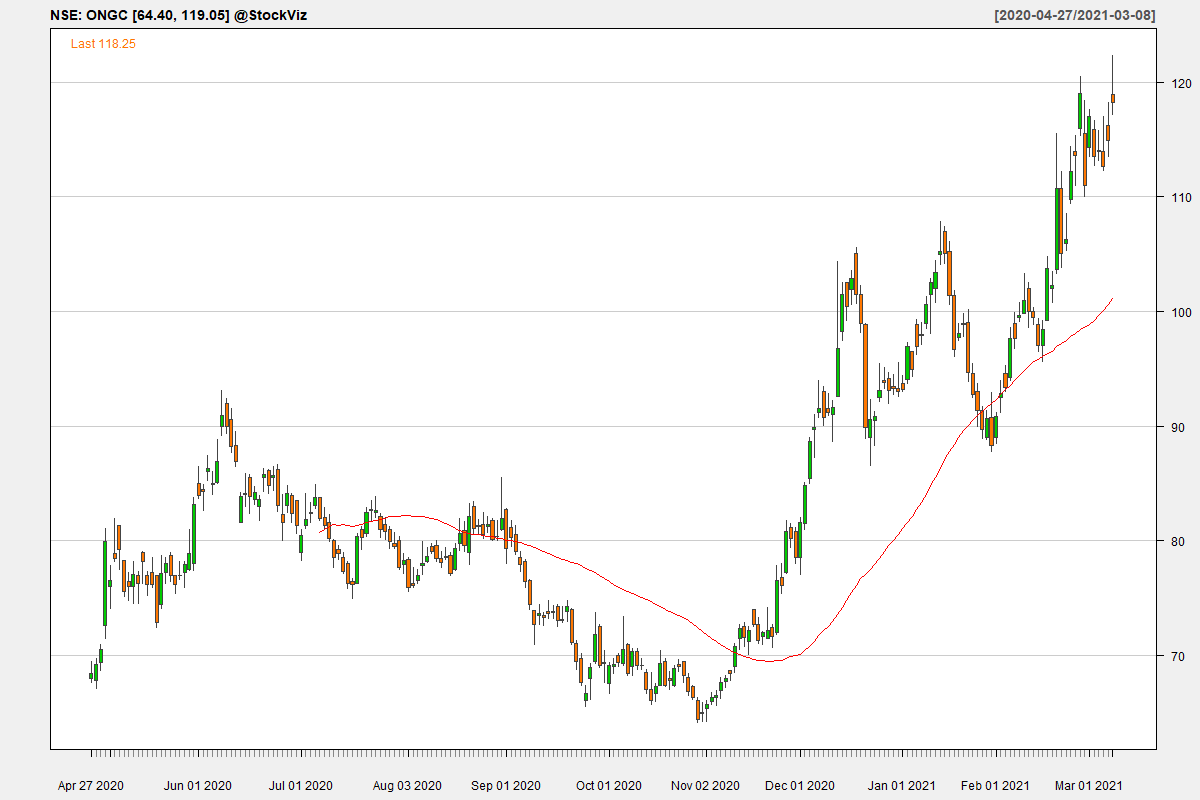 NSE: ONGC [64.40, 119.05] @StockViz [2020-04-27/2021-03-08]
Last 118.25
120
110
100
90
80
70
Apr 27 2020 Jun 01 2020 Jul 01 2020 Aug 03 2020 Sep 01 2020 Oct 01 2020 Nov 02 2020 Dec 01 2020 Jan 01 2021 Feb 01 2021 Mar 01 2021